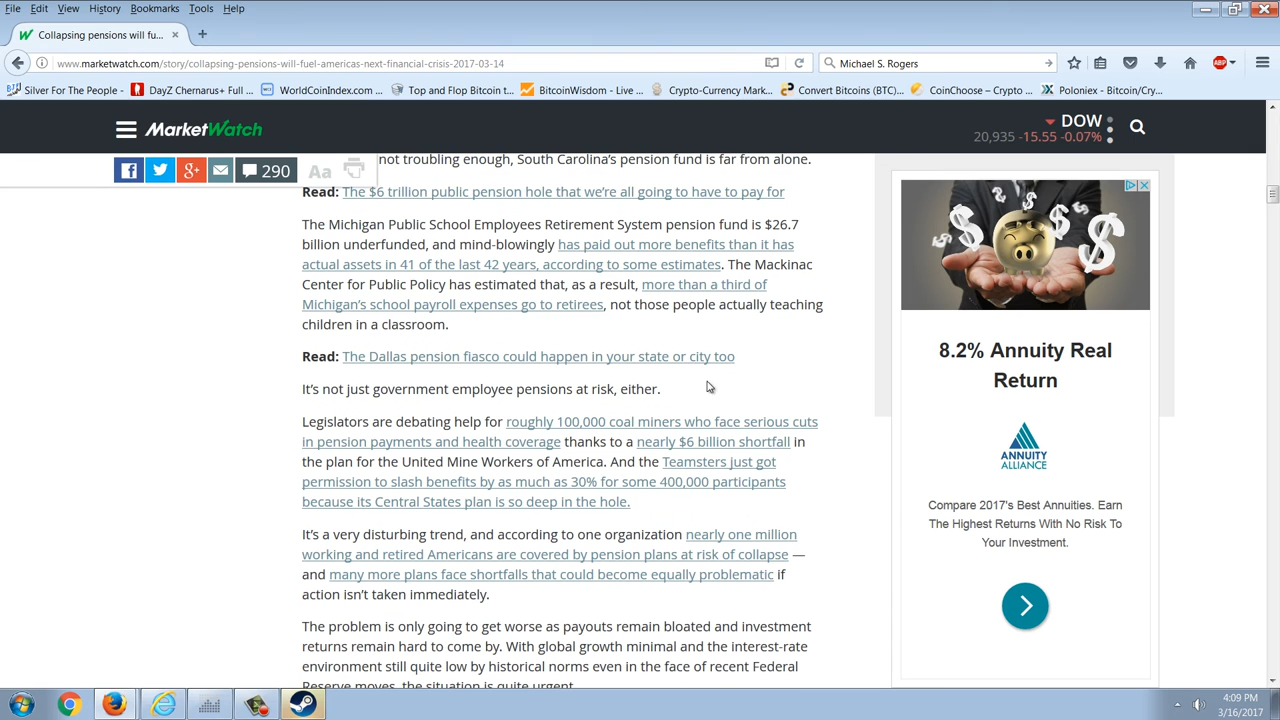 File Edit View History Bookmarks Tools Help
Collapsing pensions will fu...
www.marketwatch.com/story/collapsing-pensions-will-fuel-americas-next-financial-crisis-2017-03-14
Michael S. Rogers
ABP
Silver For The People - ... DayZ Chernarus+ Full ... WorldCoinIndex.com ... Top and Flop Bitcoin t... BitcoinWisdom - Live ... Crypto-Currency Mark... Convert Bitcoins (BTC)... CoinChoose – Crypto ... Poloniex - Bitcoin/Cry...
MarketWatch
DOW
20,935 -15.55 -0.07%
290
Aa
not troubling enough, South Carolina's pension fund is far from alone.
Read: The $6 trillion public pension hole that we're all going to have to pay for
The Michigan Public School Employees Retirement System pension fund is $26.7
billion underfunded, and mind-blowingly has paid out more benefits than it has
actual assets in 41 of the last 42 years, according to some estimates. The Mackinac
Center for Public Policy has estimated that, as a result, more than a third of
Michigan's school payroll expenses go to retirees, not those people actually teaching
children in a classroom.
Read: The Dallas pension fiasco could happen in your state or city too
It's not just government employee pensions at risk, either.
Legislators are debating help for roughly 100,000 coal miners who face serious cuts
in pension payments and health coverage thanks to a nearly $6 billion shortfall in
the plan for the United Mine Workers of America. And the Teamsters just got
permission to slash benefits by as much as 30% for some 400,000 participants
because its Central States plan is so deep in the hole.
It's a very disturbing trend, and according to one organization nearly one million
working and retired Americans are covered by pension plans at risk of collapse —
and many more plans face shortfalls that could become equally problematic if
action isn't taken immediately.
The problem is only going to get worse as payouts remain bloated and investment
returns remain hard to come by. With global growth minimal and the interest-rate
environment still quite low by historical norms even in the face of recent Federal
Reserve moves, the situation is quite urgent.
8.2% Annuity Real
Return
ANNUITY
ALLIANCE
Compare 2017's Best Annuities. Earn
The Highest Returns With No Risk To
Your Investment.
4:09 PM
3/16/2017